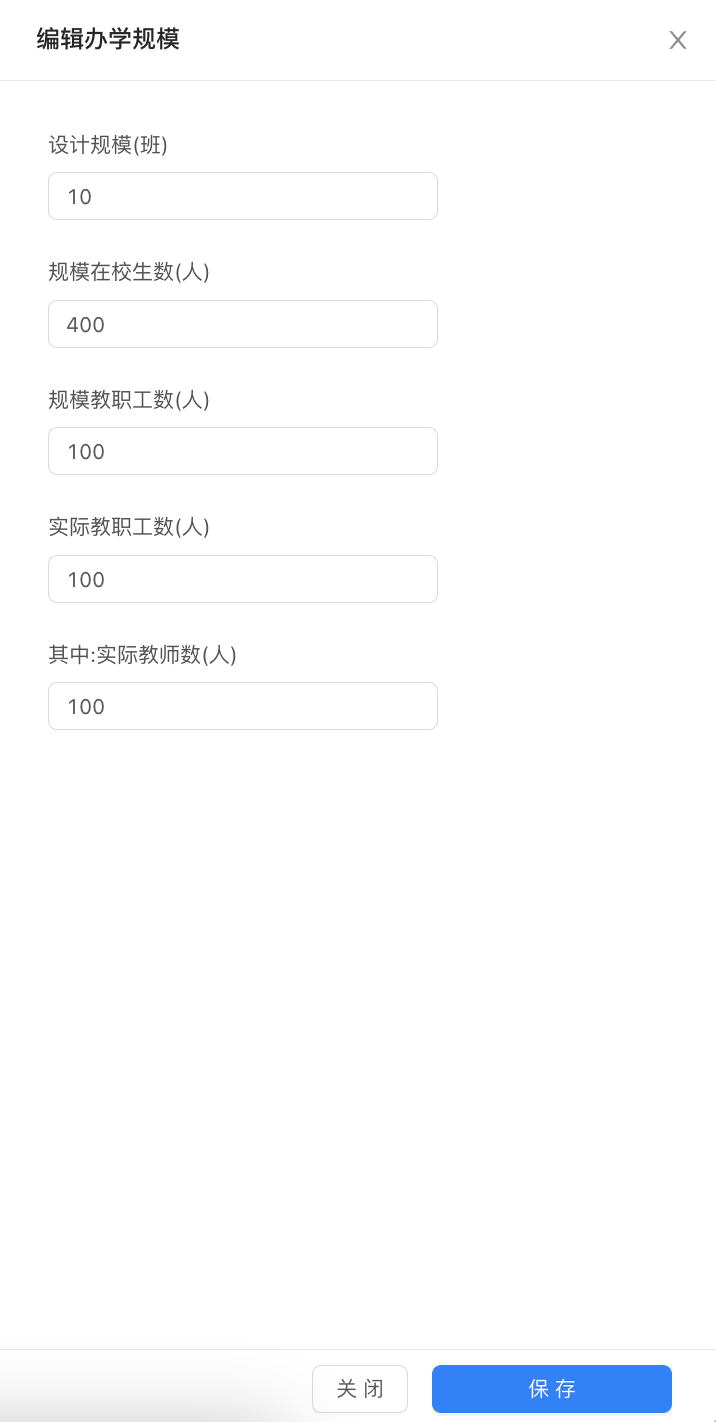 编辑办学规模
设计规模(班)
10
规模在校生数(人)
400
规模教职工数(人)
100
实际教职工数(人)
100
其中:实际教师数(人)
100
关 闭 保 存